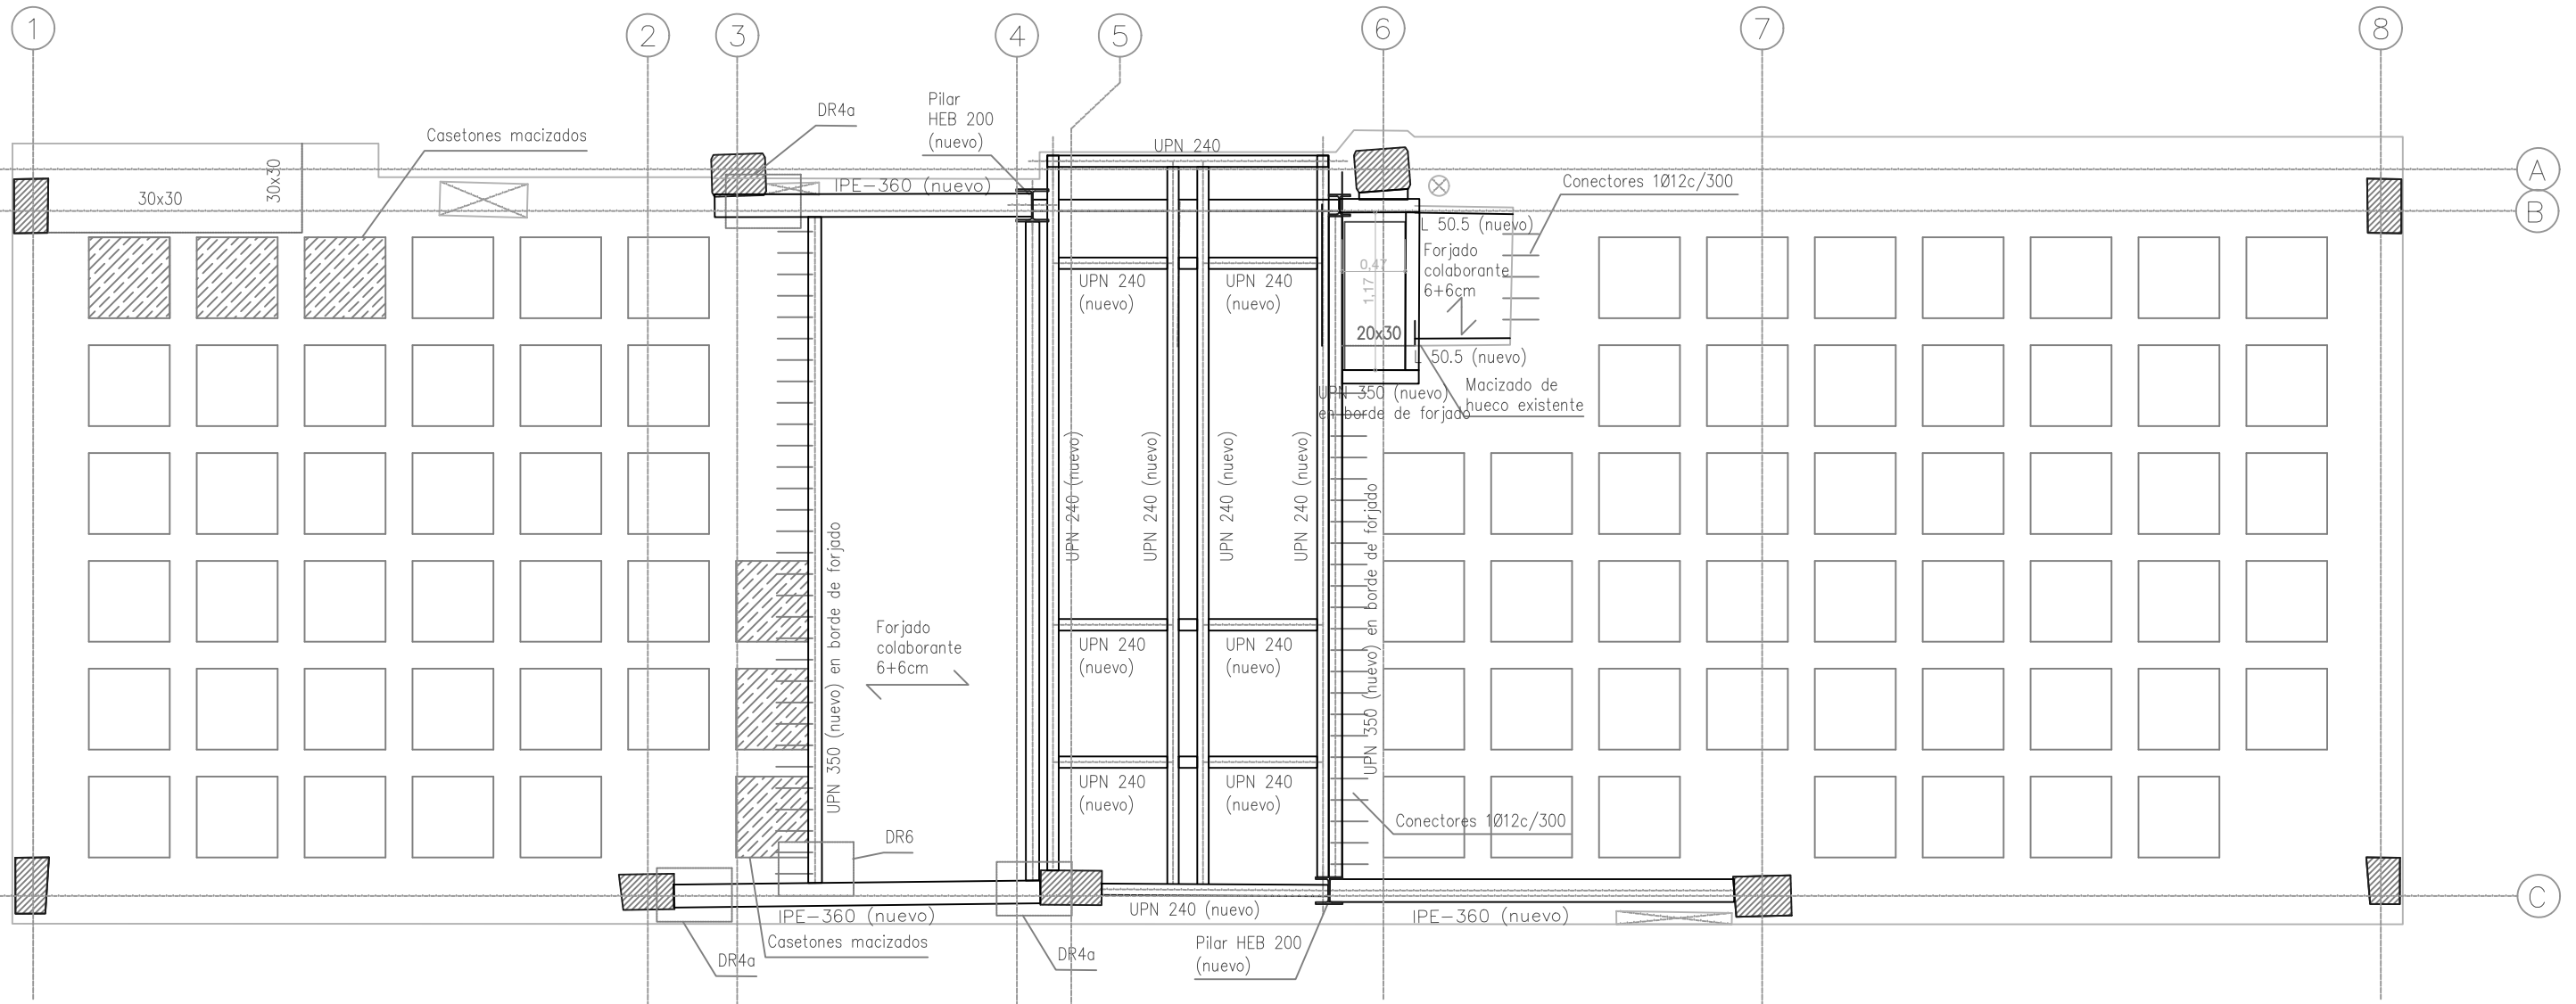 1
2
3
4
5
6
7
8
A
B
C
Casetones macizados
DR4a
Pilar
HEB 200
(nuevo)
UPN 240
IPE-360 (nuevo)
30x30
30x30
Conectores 1Ø12c/300
L 50.5 (nuevo)
Forjado
colaborante
6+6cm
0,47
1,17
20x30
L 50.5 (nuevo)
Macizado de
hueco existente
UPN 350 (nuevo)
en borde de forjado
UPN 240
(nuevo)
UPN 240
(nuevo)
UPN 240 (nuevo)
UPN 240 (nuevo)
UPN 240 (nuevo)
UPN 240 (nuevo)
UPN 350 (nuevo) en borde de forjado
UPN 350 (nuevo) en borde de forjado
Forjado
colaborante
6+6cm
UPN 240
(nuevo)
UPN 240
(nuevo)
UPN 240
(nuevo)
UPN 240
(nuevo)
DR6
Conectores 1Ø12c/300
IPE-360 (nuevo)
UPN 240 (nuevo)
IPE-360 (nuevo)
Casetones macizados
DR4a
DR4a
Pilar HEB 200
(nuevo)